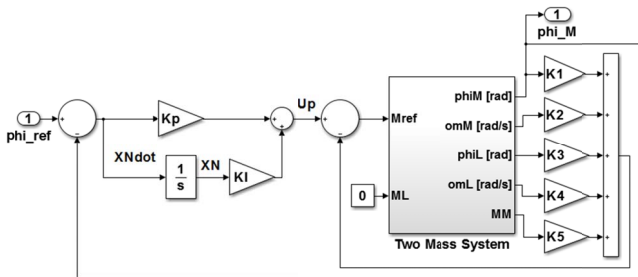 1
phi_M
1
phi_ref
Kp
XNdot
1
s
XN
KI
Up
Mref
ML
0
phiM [rad]
omM [rad/s]
phiL [rad]
omL [rad/s]
MM
Two Mass System
K1
K2
K3
K4
K5